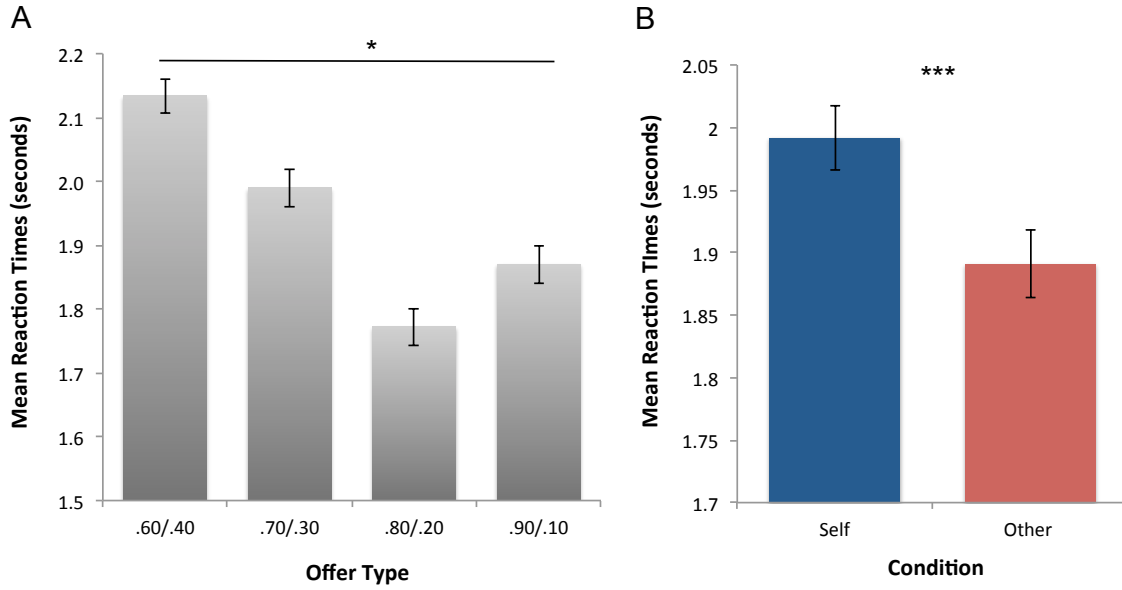 A
Mean Reaction Times (seconds)
2.2
2.1
2.0
1.9
1.8
1.7
1.6
1.5
*
.60/.40
.70/.30
.80/.20
.90/.10
Offer Type
B
Mean Reaction TImes (seconds)
2.05
2
1.95
1.9
1.85
1.8
1.75
1.7
***
Self
Other
Condition